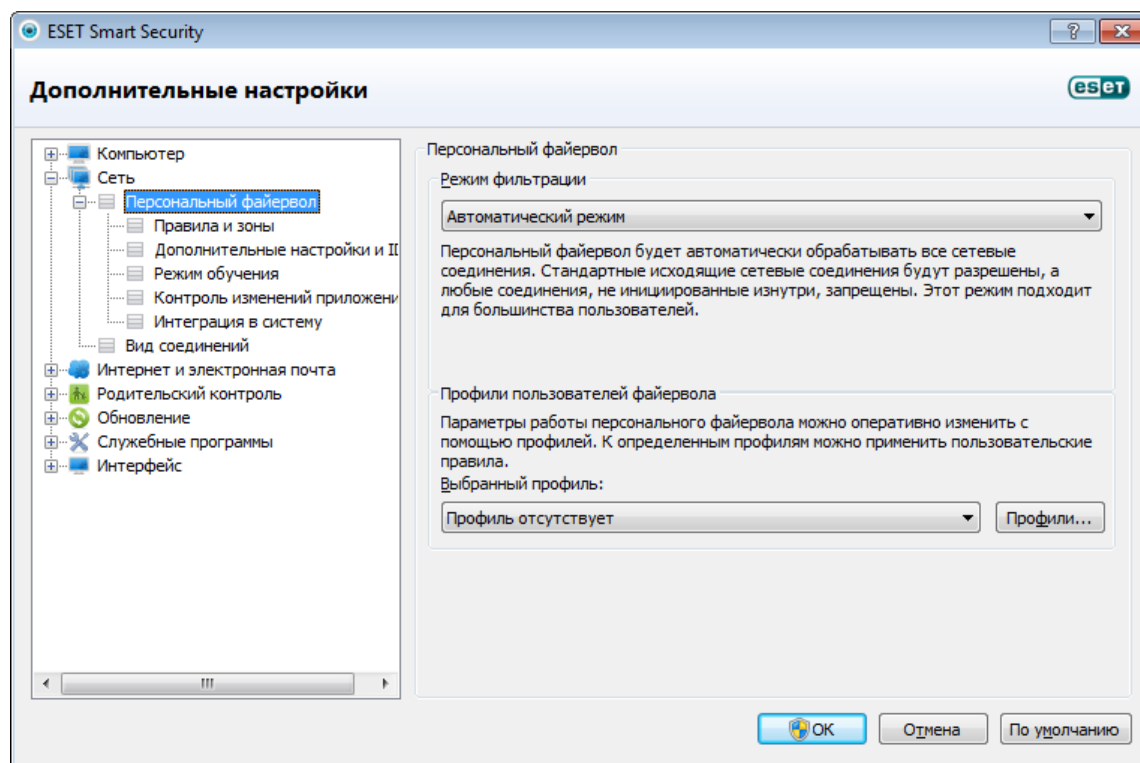 ESET Smart Security
Дополнительные настройки
eset
Компьютер
Сеть
Персональный файервол
Правила и зоны
Дополнительные настройки и II
Режим обучения
Контроль изменений приложени
Интеграция в систему
Вид соединений
Интернет и электронная почта
Родительский контроль
Обновление
Служебные программы
Интерфейс
Персональный файервол
Режим фильтрации
Автоматический режим
Персональный файервол будет автоматически обрабатывать все сетевые
соединения. Стандартные исходящие сетевые соединения будут разрешены, а
любые соединения, не инициированные изнутри, запрещены. Этот режим подходит
для большинства пользователей.
Профили пользователей файервола
Параметры работы персонального файервола можно оперативно изменить с
помощью профилей. К определенным профилям можно применить пользовательские
правила.
Выбранный профиль:
Профиль отсутствует
Профили...
ОК
Отмена
По умолчанию